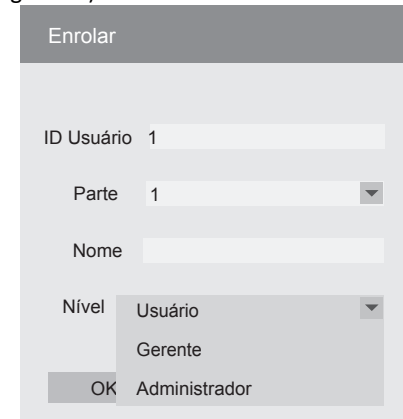 Enrolar
ID Usuário 1
Parte 1
Nome
Nível Usuário
Gerente
OK Administrador